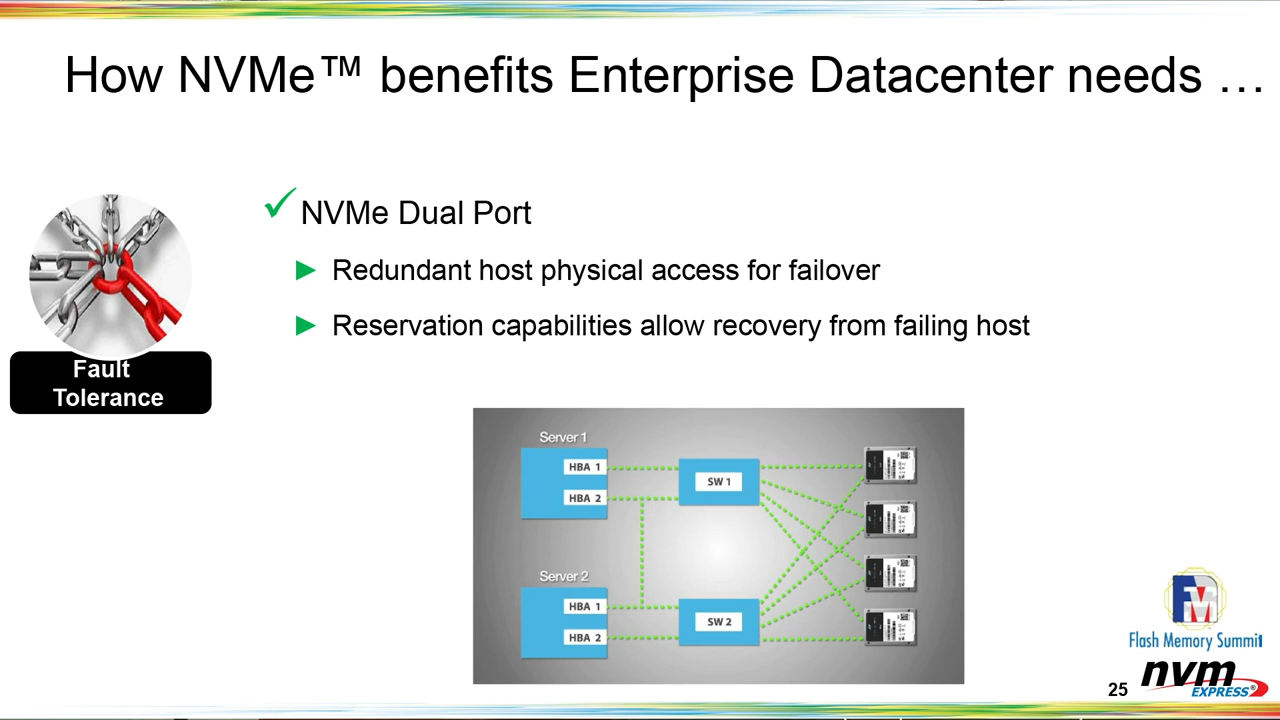 How NVMe™ benefits Enterprise Datacenter needs …
✓NVMe Dual Port
► Redundant host physical access for failover
► Reservation capabilities allow recovery from failing host
Fault
Tolerance
Server 1
HBA 1
HBA 2
SW 1
Server 2
HBA 1
HBA 2
SW 2
FMS
Flash Memory Summit
nvm
EXPRESS®
25